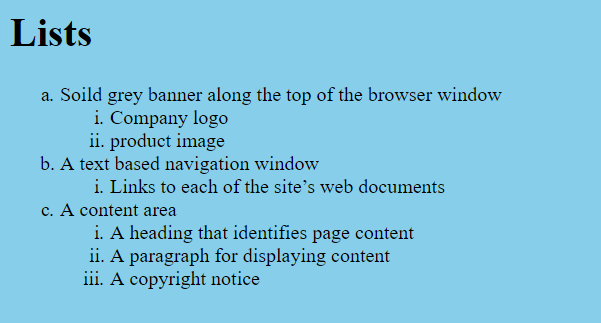 Lists
a. Soild grey banner along the top of the browser window
i. Company logo
ii. product image
b. A text based navigation window
i. Links to each of the site’s web documents
c. A content area
i. A heading that identifies page content
ii. A paragraph for displaying content
iii. A copyright notice